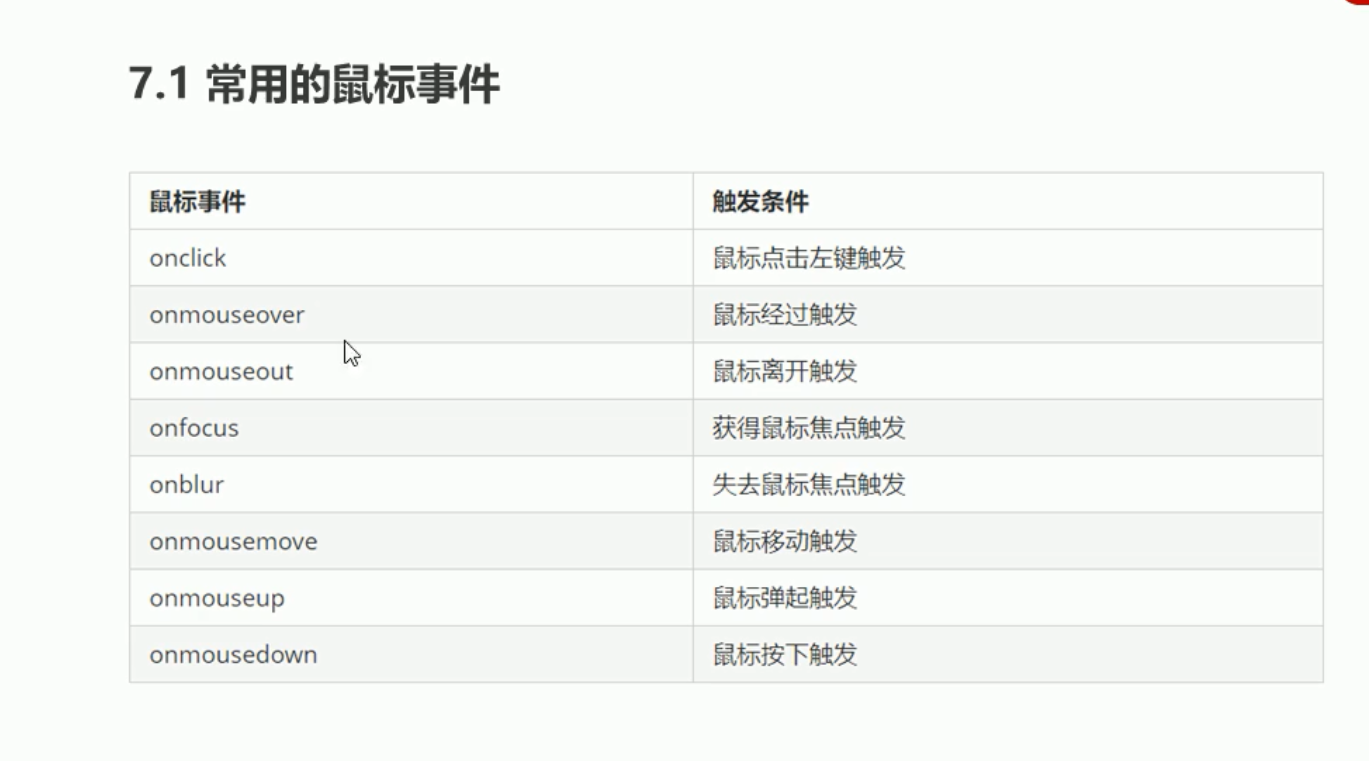 7.1 常用的鼠标事件
鼠标事件 触发条件
onclick 鼠标点击左键触发
onmouseover 鼠标经过触发
onmouseout 鼠标离开触发
onfocus 获得鼠标焦点触发
onblur 失去鼠标焦点触发
onmousemove 鼠标移动触发
onmouseup 鼠标弹起触发
onmousedown 鼠标按下触发